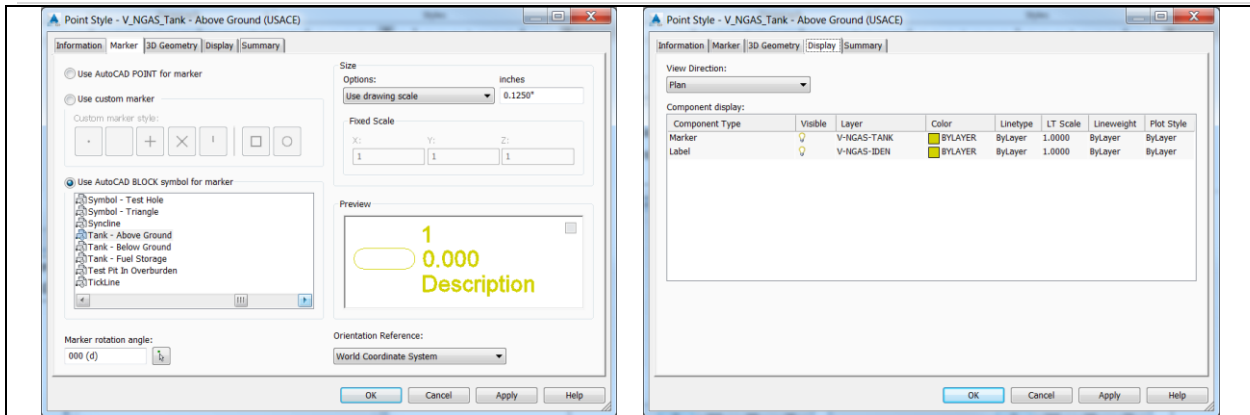 Point Style - V_NGAS_Tank - Above Ground (USACE)
Information Marker 3D Geometry Display Summary
Use AutoCAD POINT for marker
Use custom marker
Custom marker style:
Use AutoCAD BLOCK symbol for marker
Symbol - Test Hole
Symbol - Triangle
Syncline
Tank - Above Ground
Tank - Below Ground
Tank - Fuel Storage
Test Pit In Overburden
TickLine
Marker rotation angle:
000 (d)
Size
Options: inches
Use drawing scale 0.1250"
Fixed Scale
X: Y: Z:
1 1 1
Preview
1
0.000
Description
Orientation Reference:
World Coordinate System
OK Cancel Apply Help
Point Style - V_NGAS_Tank - Above Ground (USACE)
Information Marker 3D Geometry Display Summary
View Direction:
Plan
Component display:
Component Type Visible Layer Color Linetype LT Scale Lineweight Plot Style
Marker V-NGAS-TANK BYLAYER ByLayer 1.0000 ByLayer ByLayer
Label V-NGAS-IDEN BYLAYER ByLayer 1.0000 ByLayer ByLayer
OK Cancel Apply Help